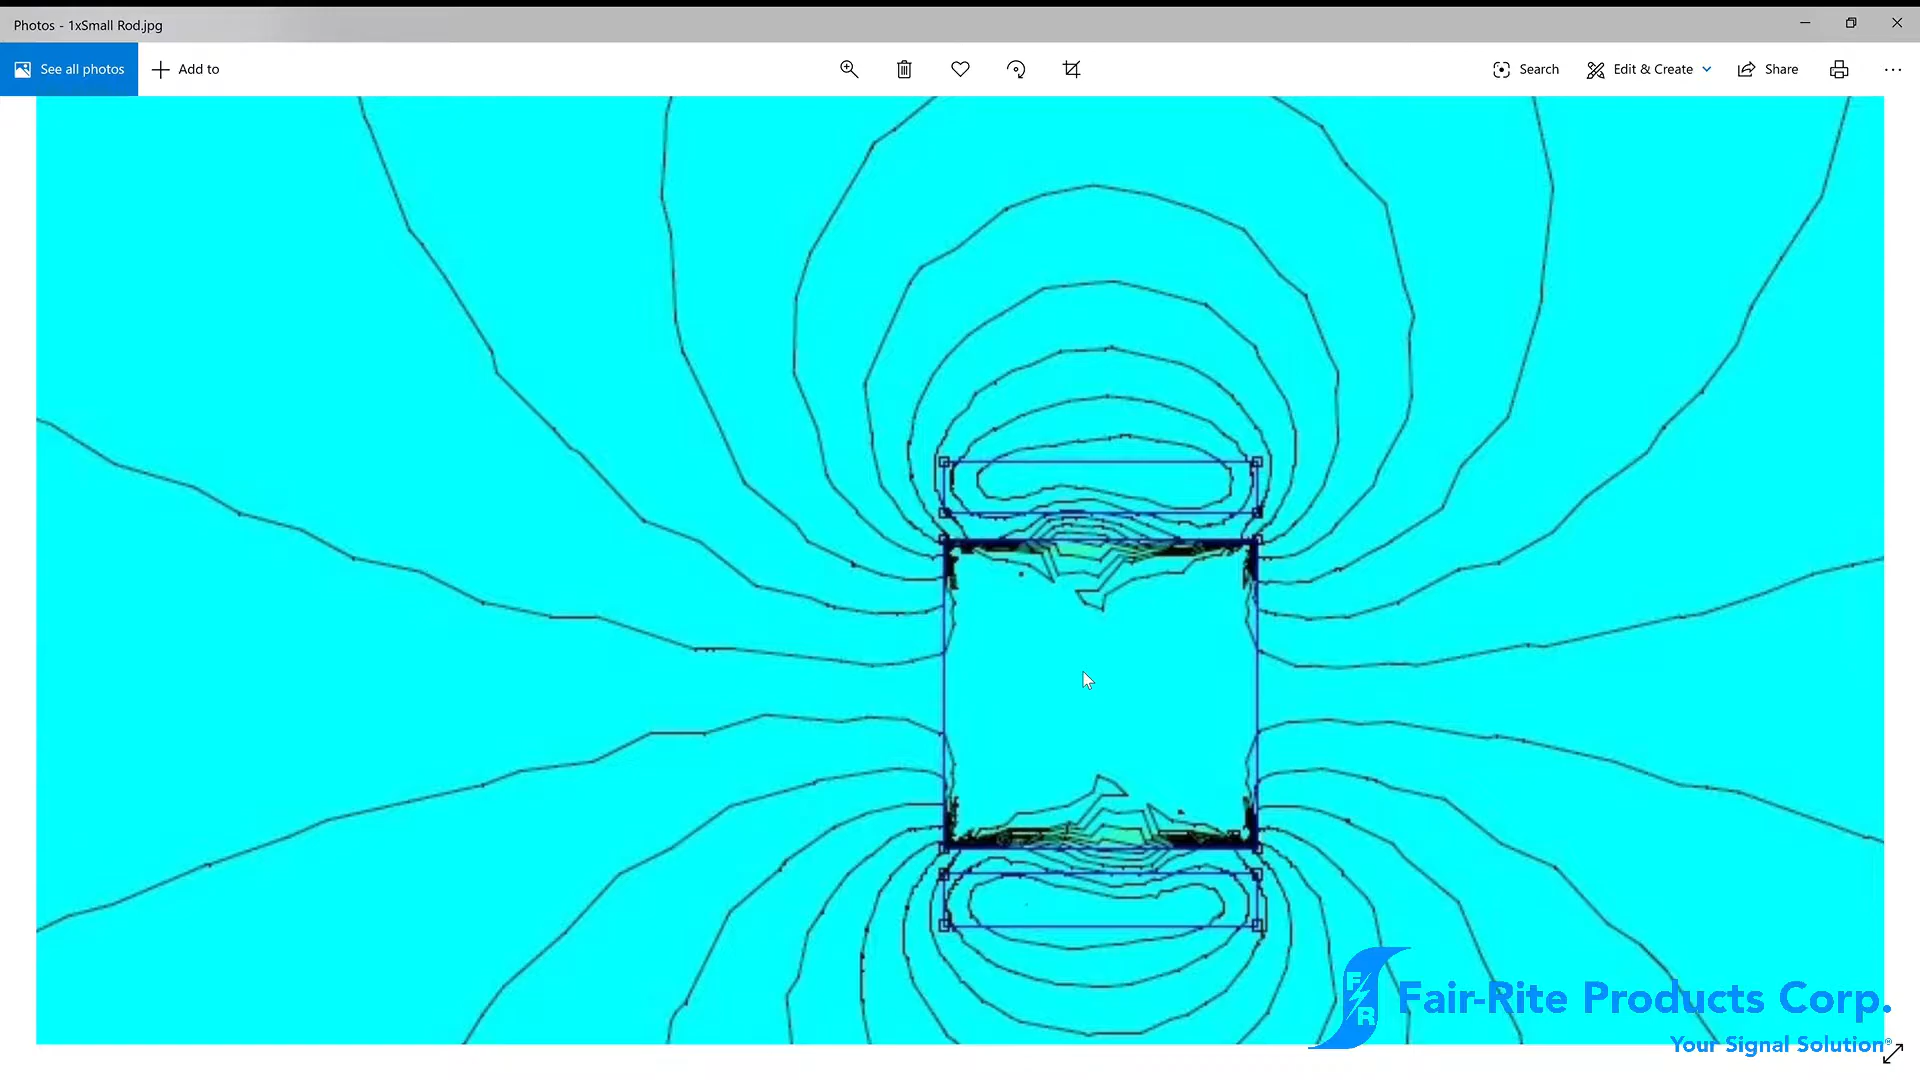 Photos - 1xSmall Rod.jpg
See all photos
Add to
Search
Edit & Create
Share
FR
Fair-Rite Products Corp.
Your Signal Solution®